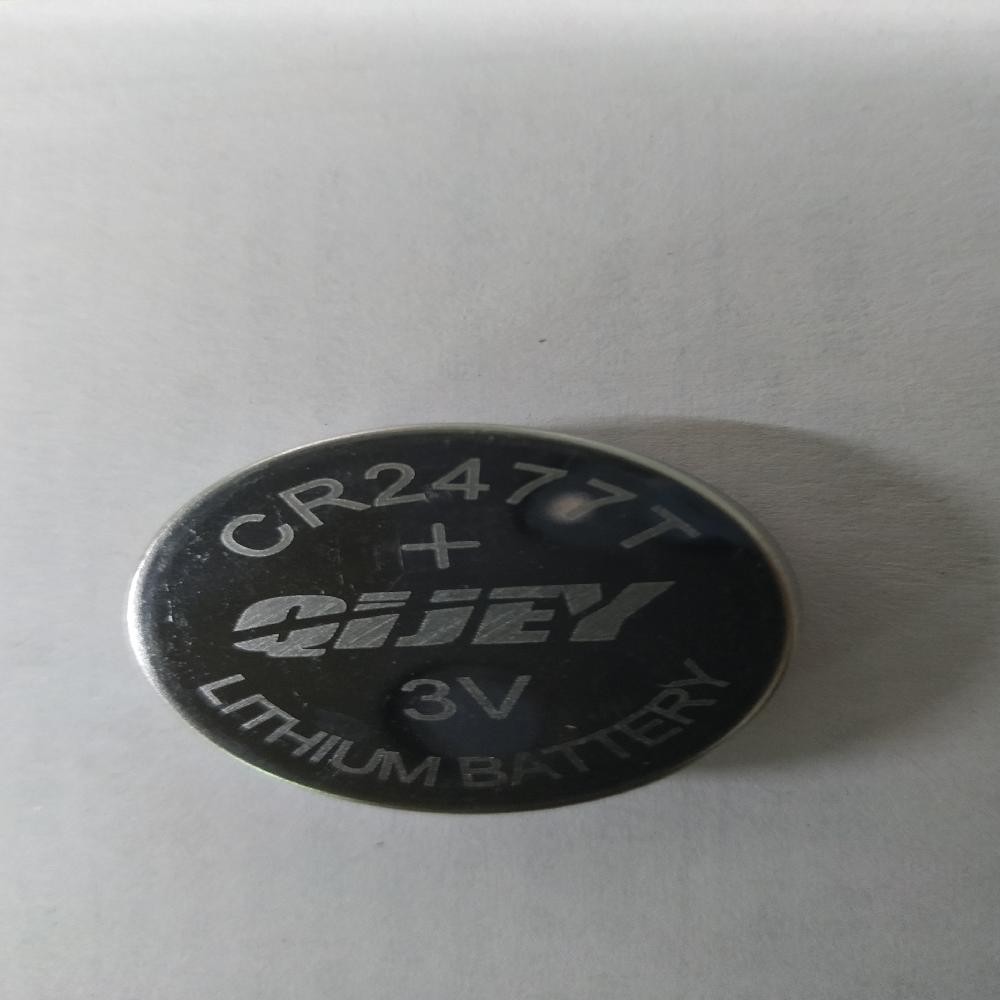 CR2477T
+
QIJEY
3V
LITHIUM BATTERY